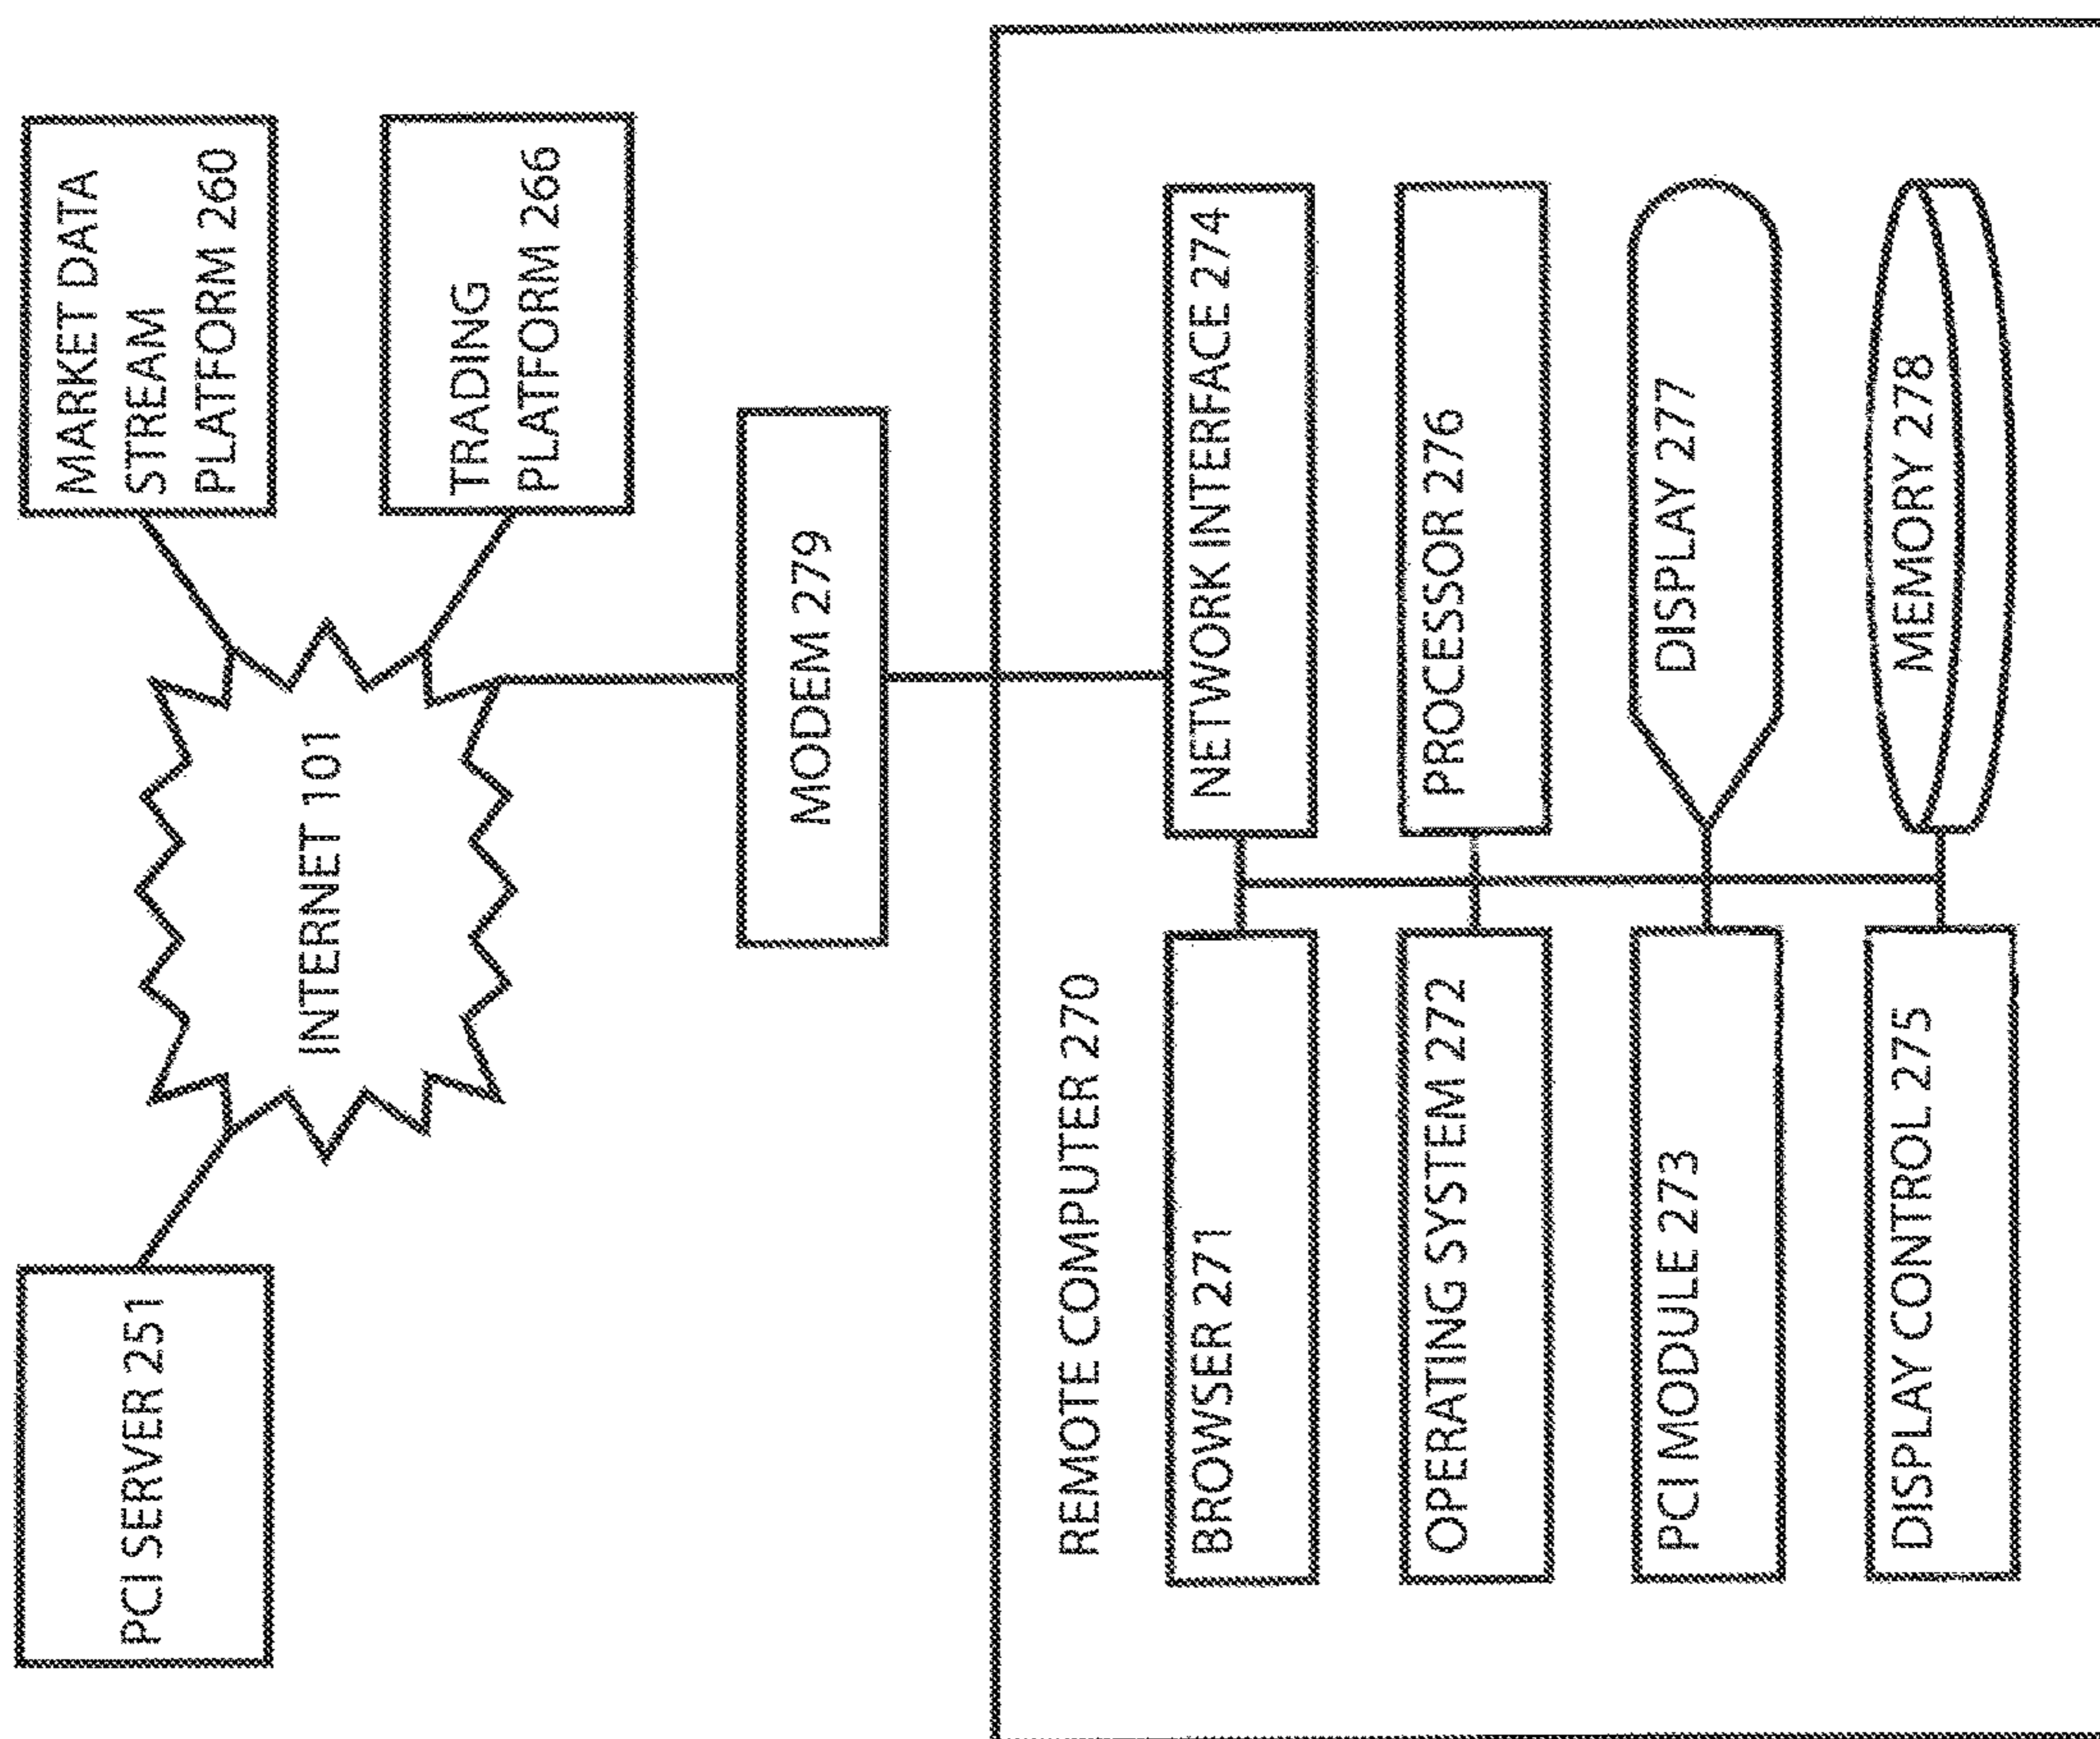 PCI SERVER 251
INTERNET 101
MARKET DATA
STREAM
PLATFORM 260
TRADING
PLATFORM 266
MODEM 279
REMOTE COMPUTER 270
BROWSER 271
NETWORK INTERFACE 274
OPERATING SYSTEM 272
PROCESSOR 276
PCI MODULE 273
DISPLAY 277
DISPLAY CONTROL 275
MEMORY 278